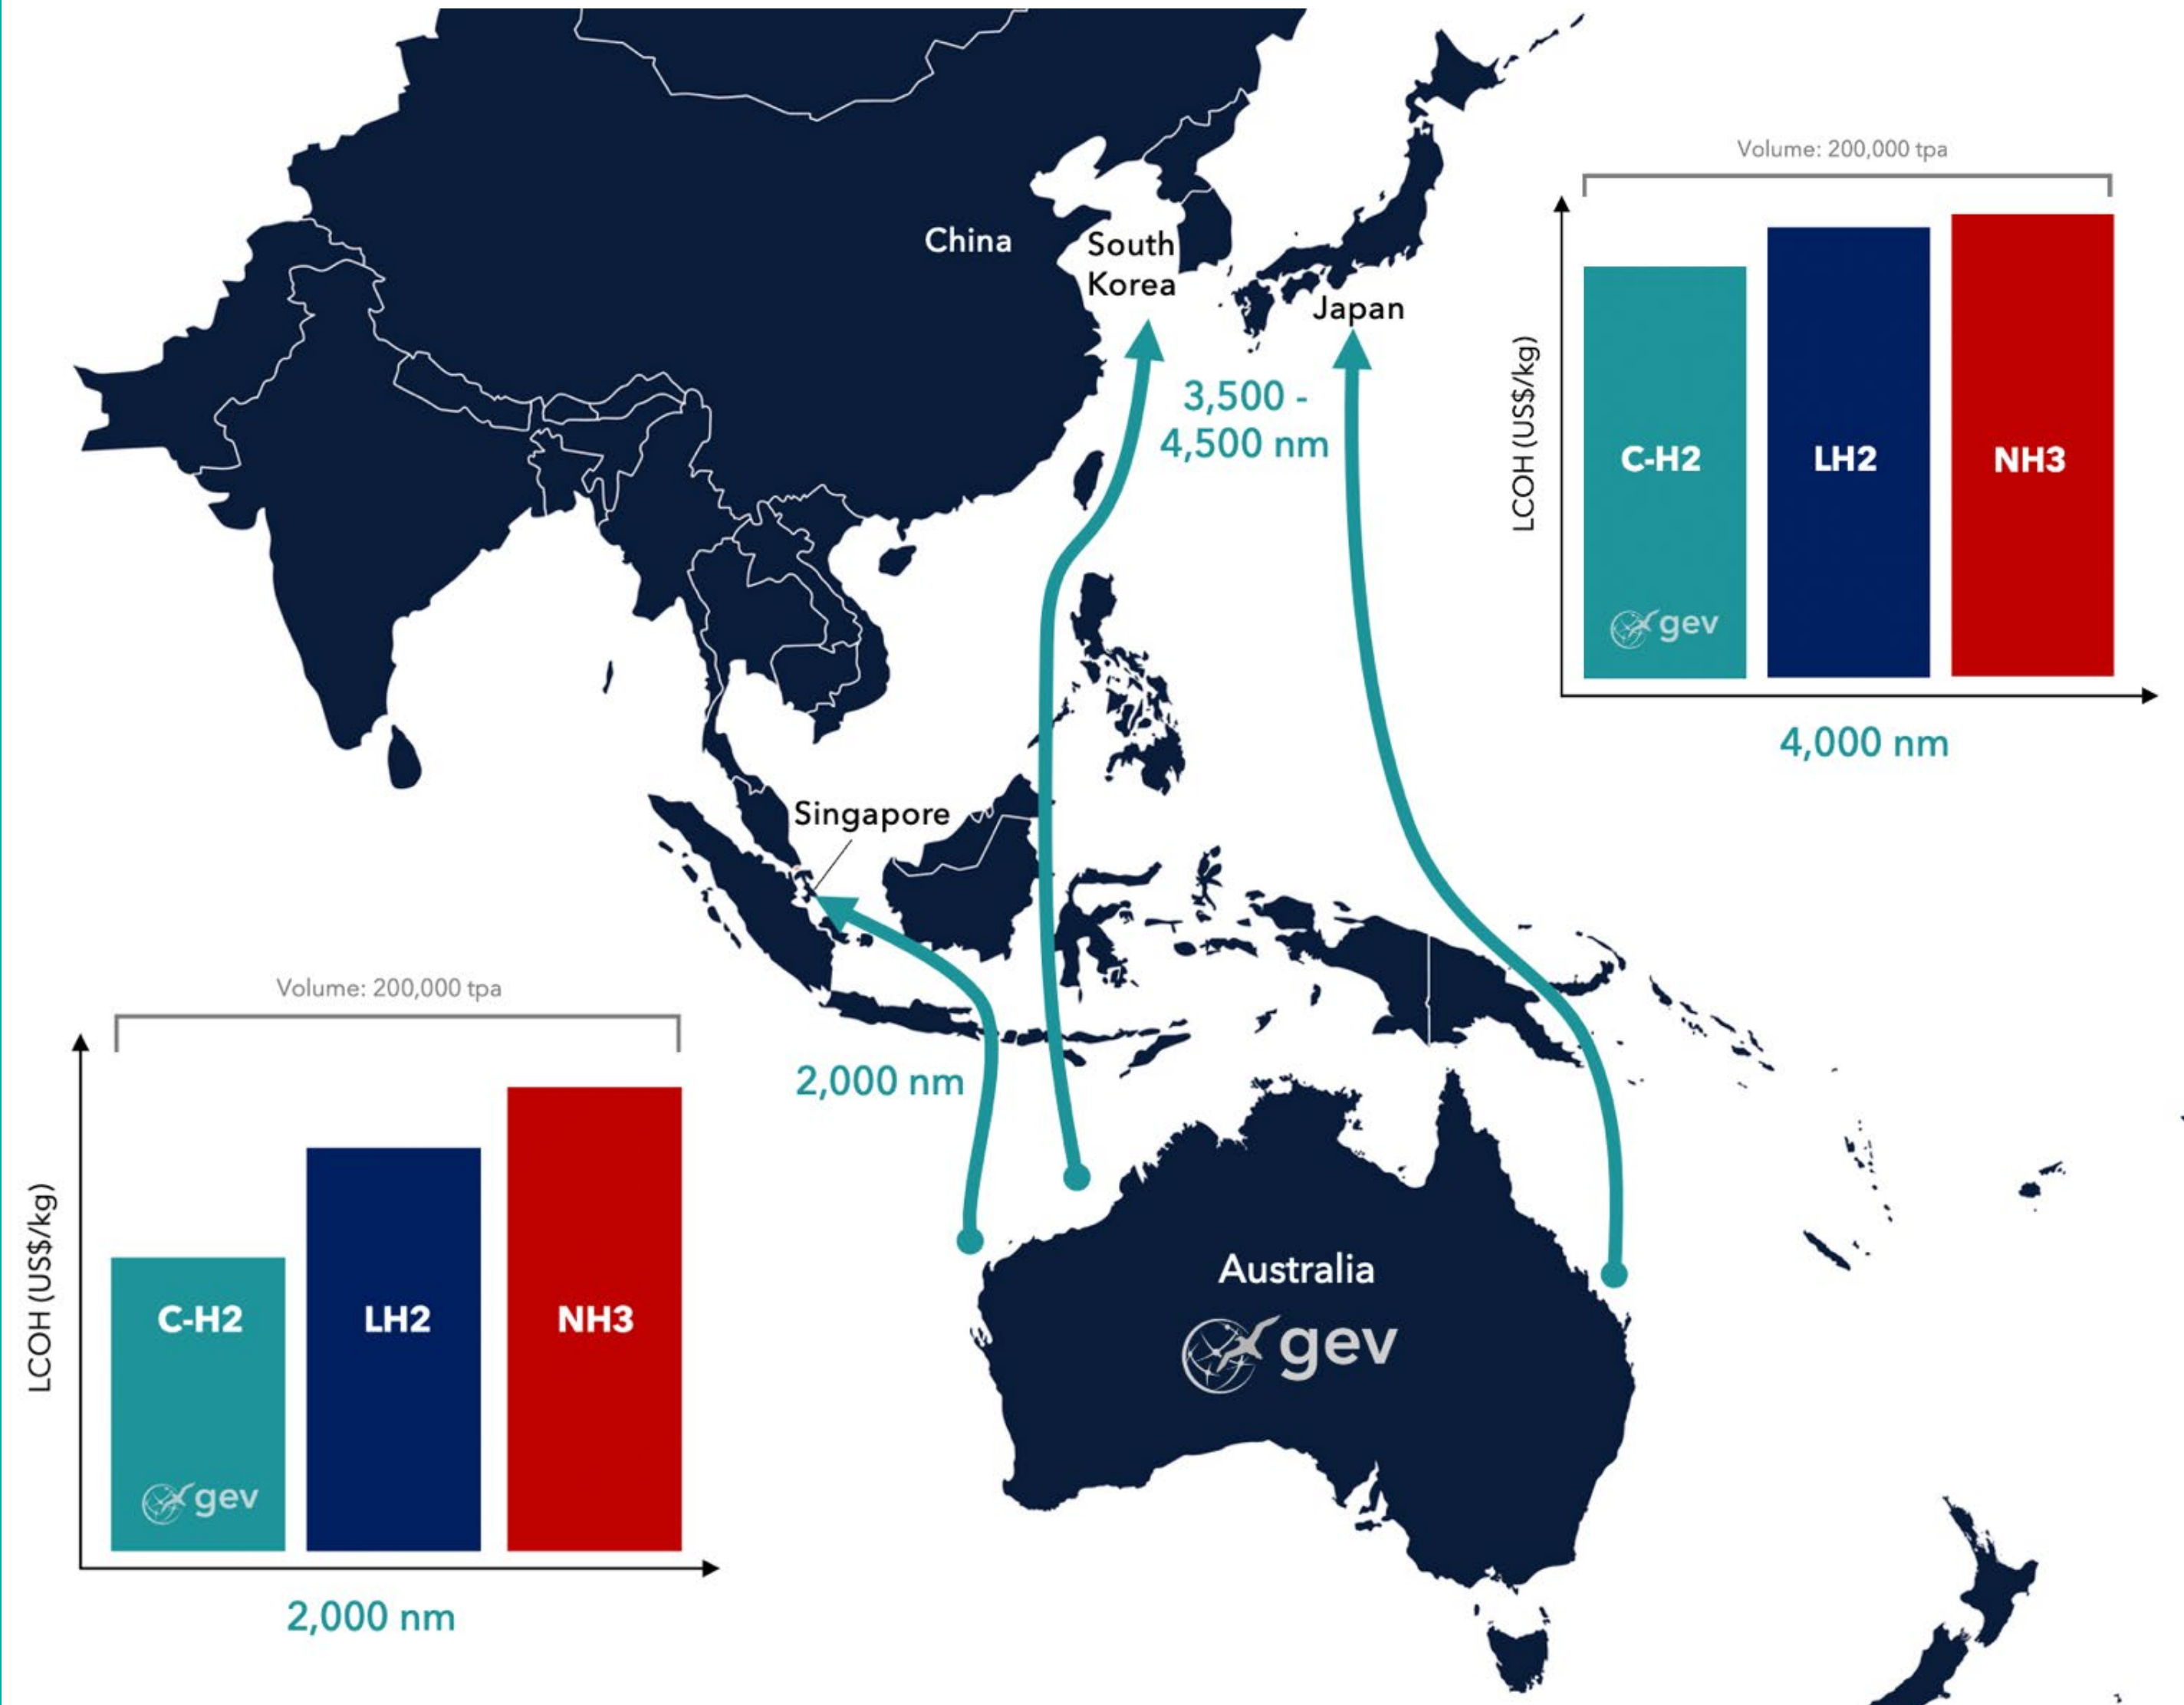 China
South
Korea
Japan
3,500 -
4,500 nm
Volume: 200,000 tpa
LCOH (US$/kg)
C-H2
LH2
NH3
gev
4,000 nm
Singapore
2,000 nm
Australia
gev
Volume: 200,000 tpa
LCOH (US$/kg)
C-H2
LH2
NH3
gev
2,000 nm